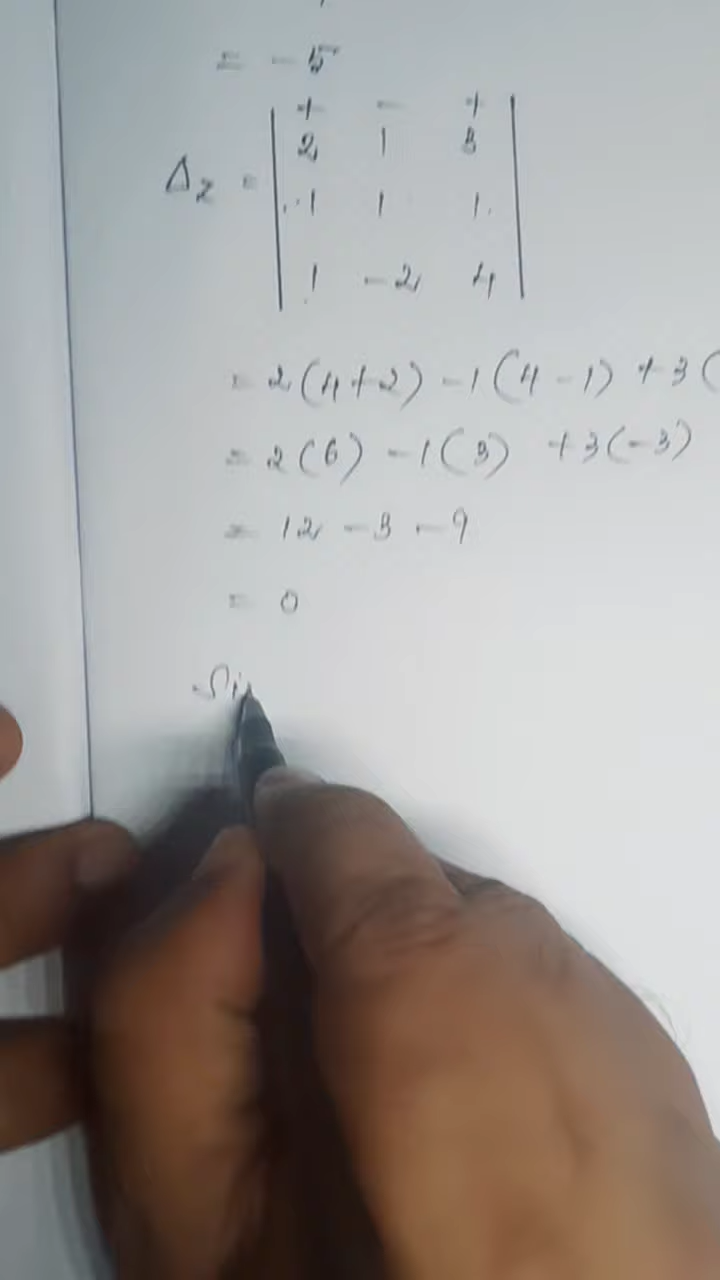 = -5
+ - +
Δz = | 2 1 3 |
| 1 1 1 |
| 1 -2 4 |
= 2(4+2) -1(4-1) +3(
= 2(6) -1(3) +3(-3)
= 12 -3 -9
= 0
Si